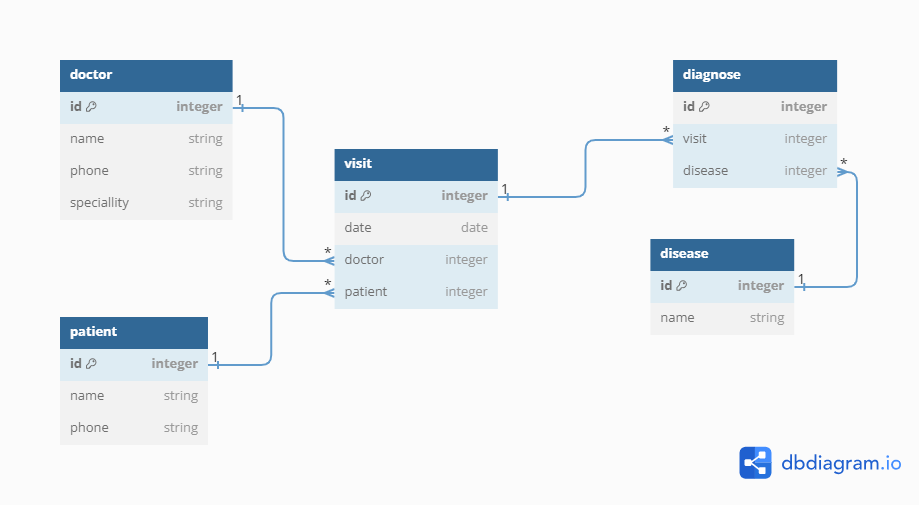 doctor
id integer
name string
phone string
speciallity string
1
visit
id integer
date date
doctor integer
patient integer
*
*
1
patient
id integer
name string
phone string
1
diagnose
id integer
visit integer
disease integer
*
*
disease
id integer
name string
1
dbdiagram.io